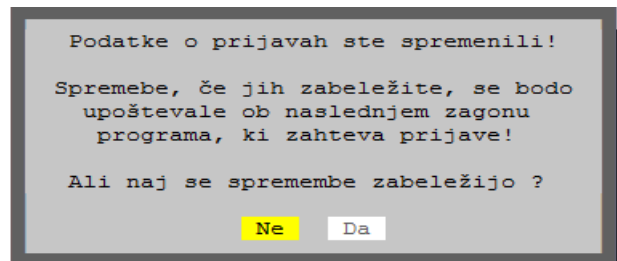 Podatke o prijavah ste spremenili!
Spremebe, če jih zabeležite, se bodo
upoštevale ob naslednjem zagonu
programa, ki zahteva prijave!
Ali naj se spremembe zabeležijo ?
Ne Da